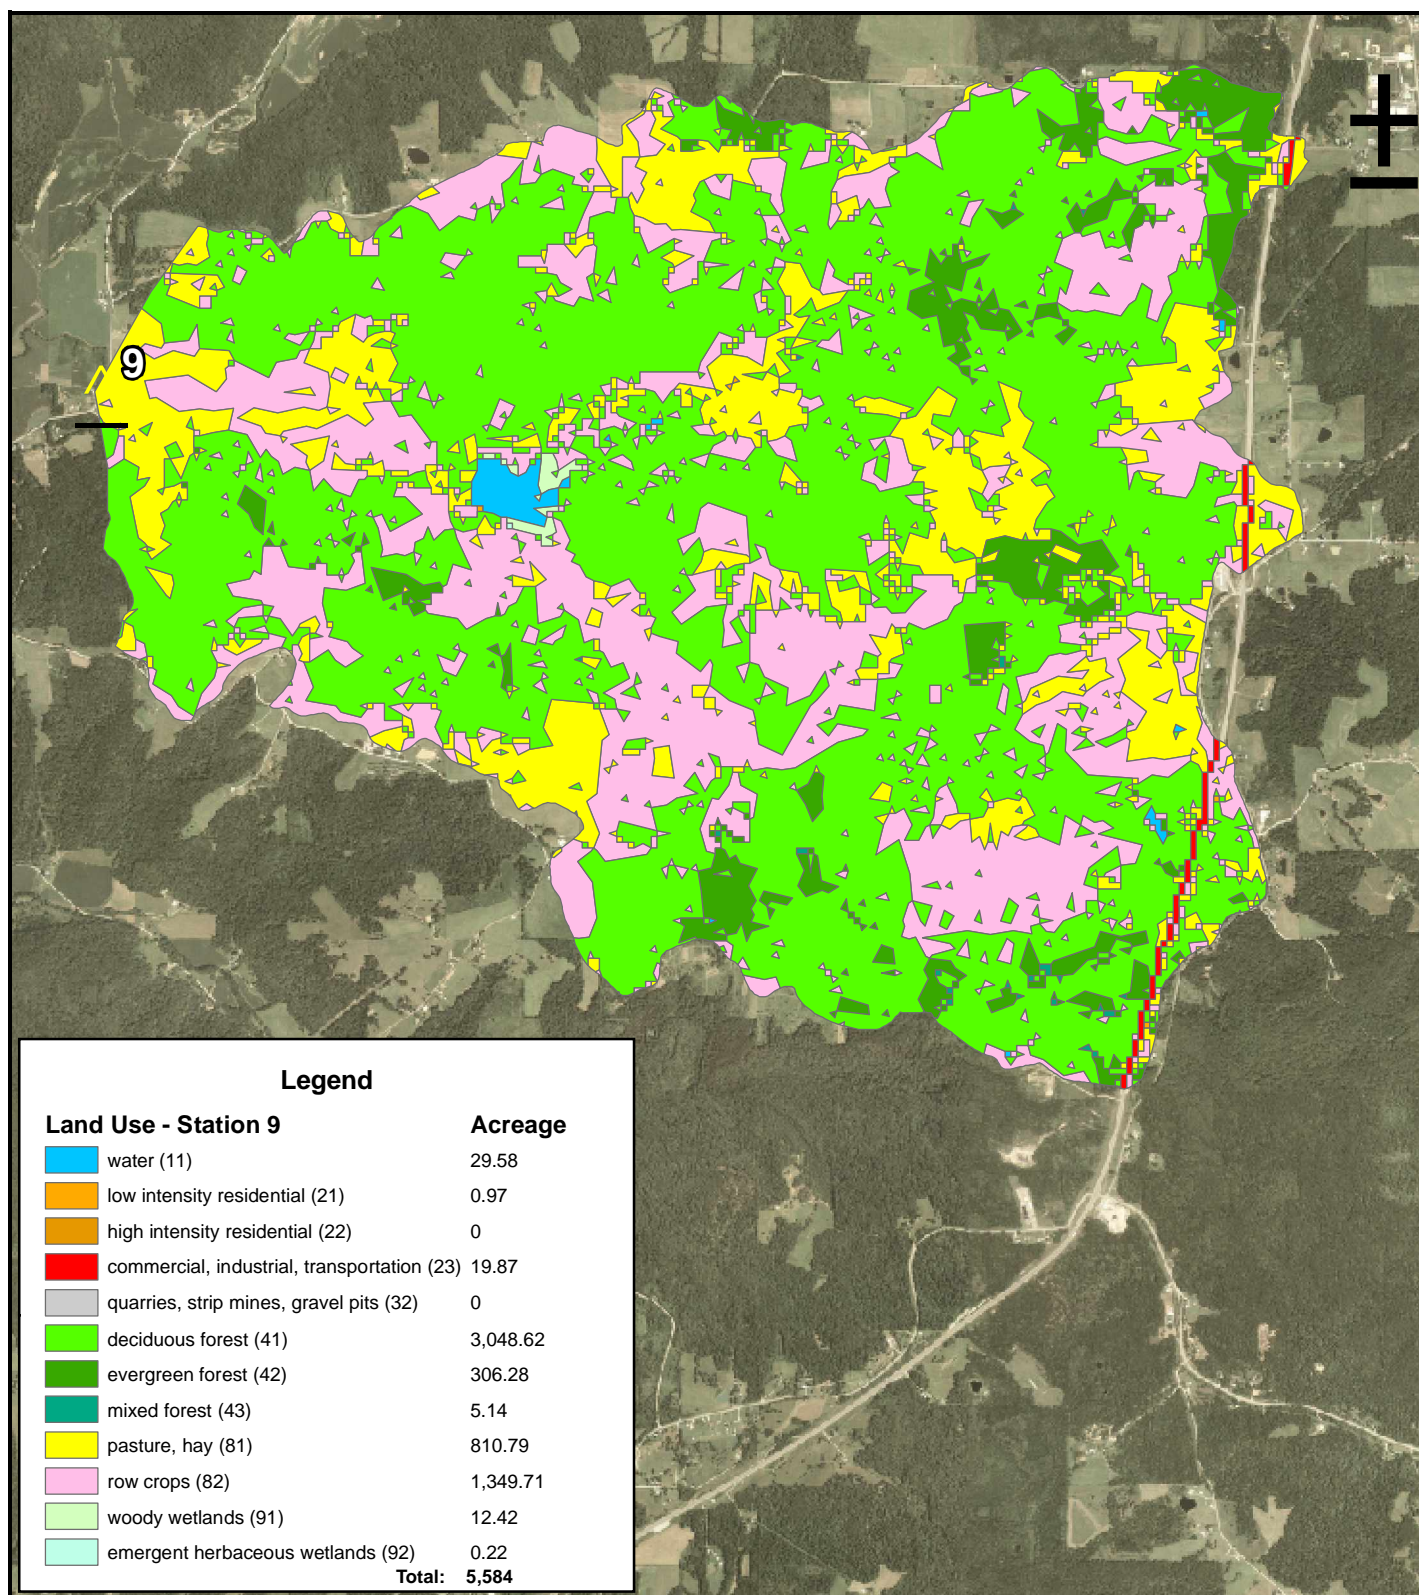 9
Legend
Land Use - Station 9 Acreage
water (11) 29.58
low intensity residential (21) 0.97
high intensity residential (22) 0
commercial, industrial, transportation (23) 19.87
quarries, strip mines, gravel pits (32) 0
deciduous forest (41) 3,048.62
evergreen forest (42) 306.28
mixed forest (43) 5.14
pasture, hay (81) 810.79
row crops (82) 1,349.71
woody wetlands (91) 12.42
emergent herbaceous wetlands (92) 0.22
Total: 5,584